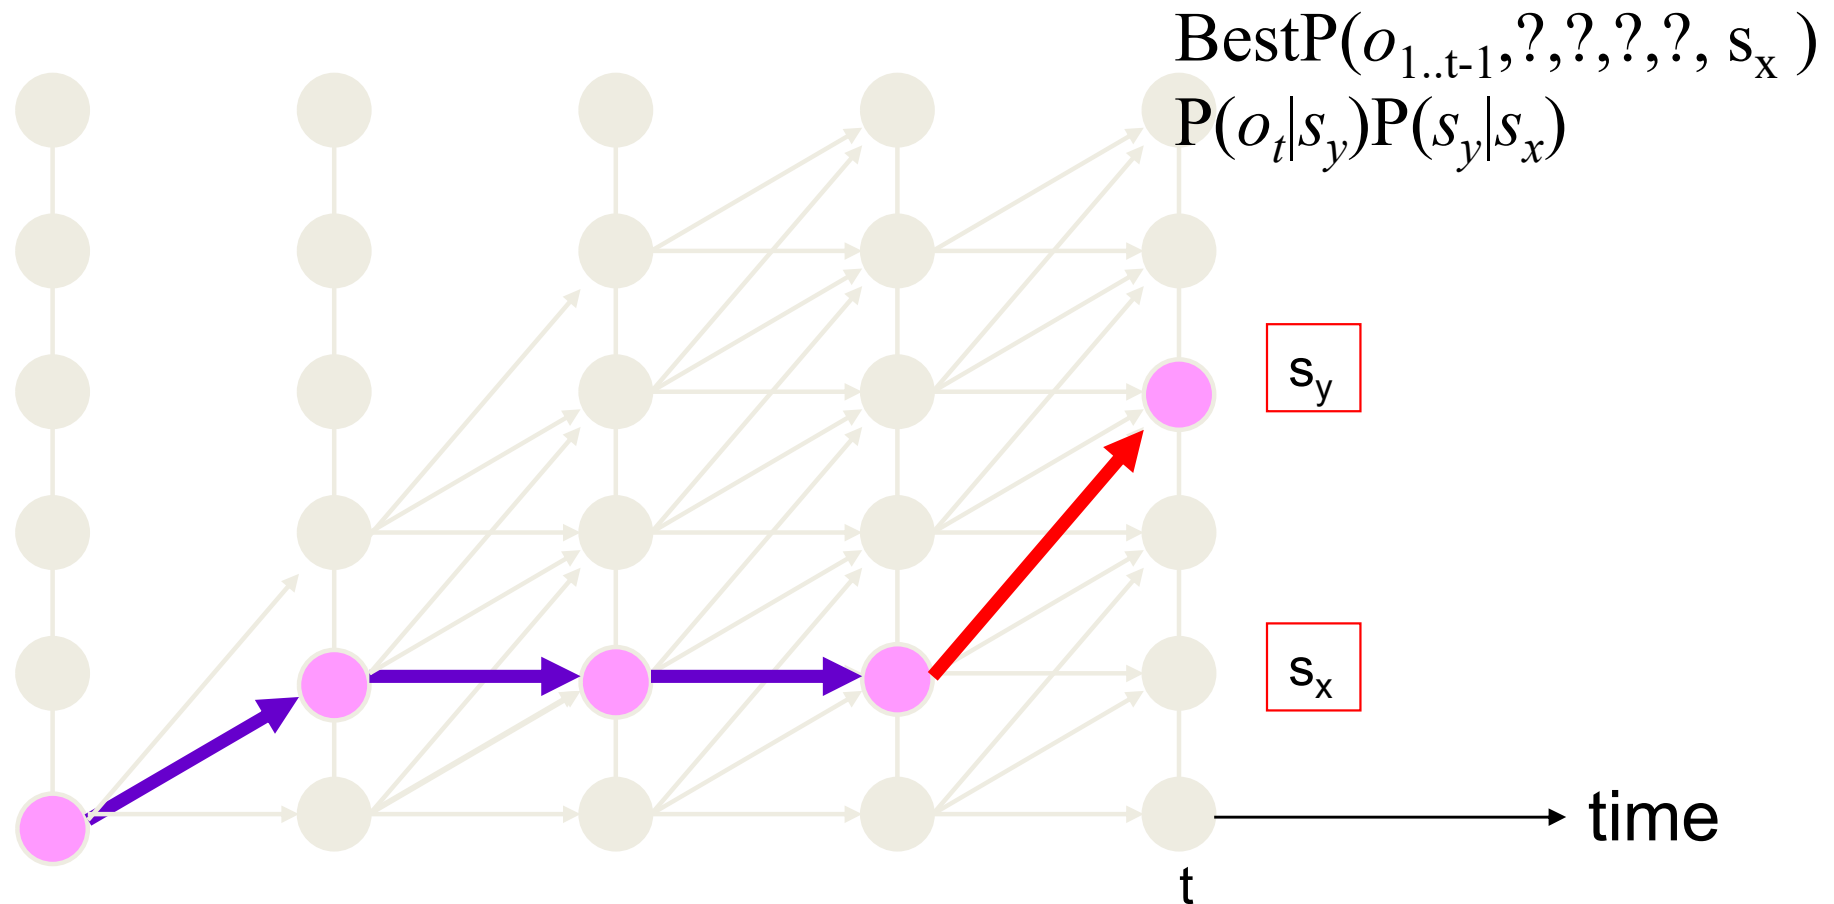 BestP(o1..t-1,?,?,?,?, sx )
P(ot|sy)P(sy|sx)
sy
sx
time
t